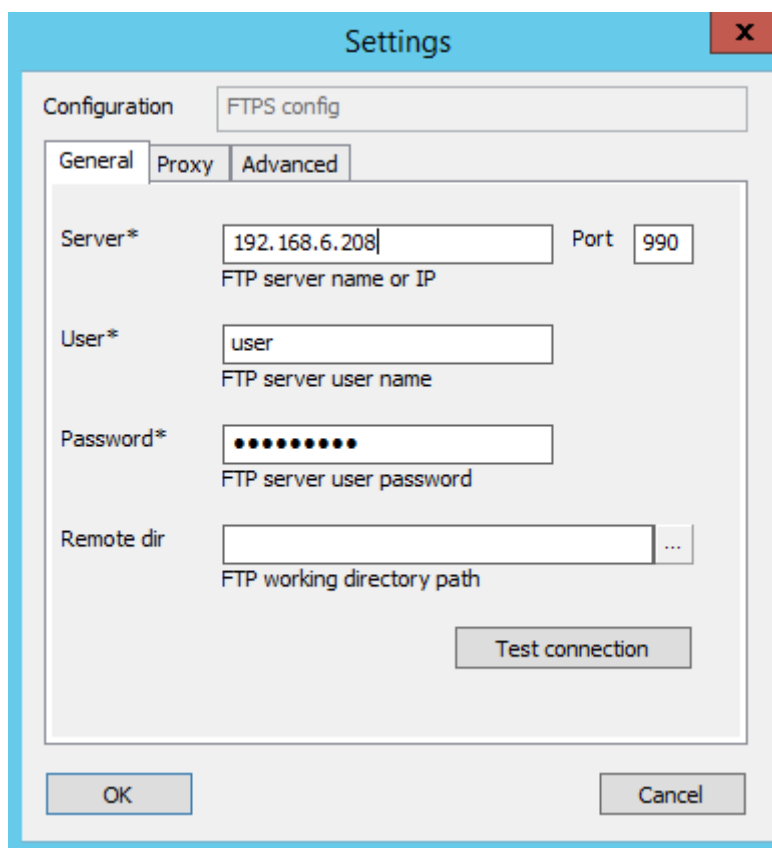 Settings
x
Configuration FTPS config
General Proxy Advanced
Server* 192.168.6.208 Port 990
FTP server name or IP
User* user
FTP server user name
Password* ●●●●●●●●●
FTP server user password
Remote dir ...
FTP working directory path
Test connection
OK Cancel